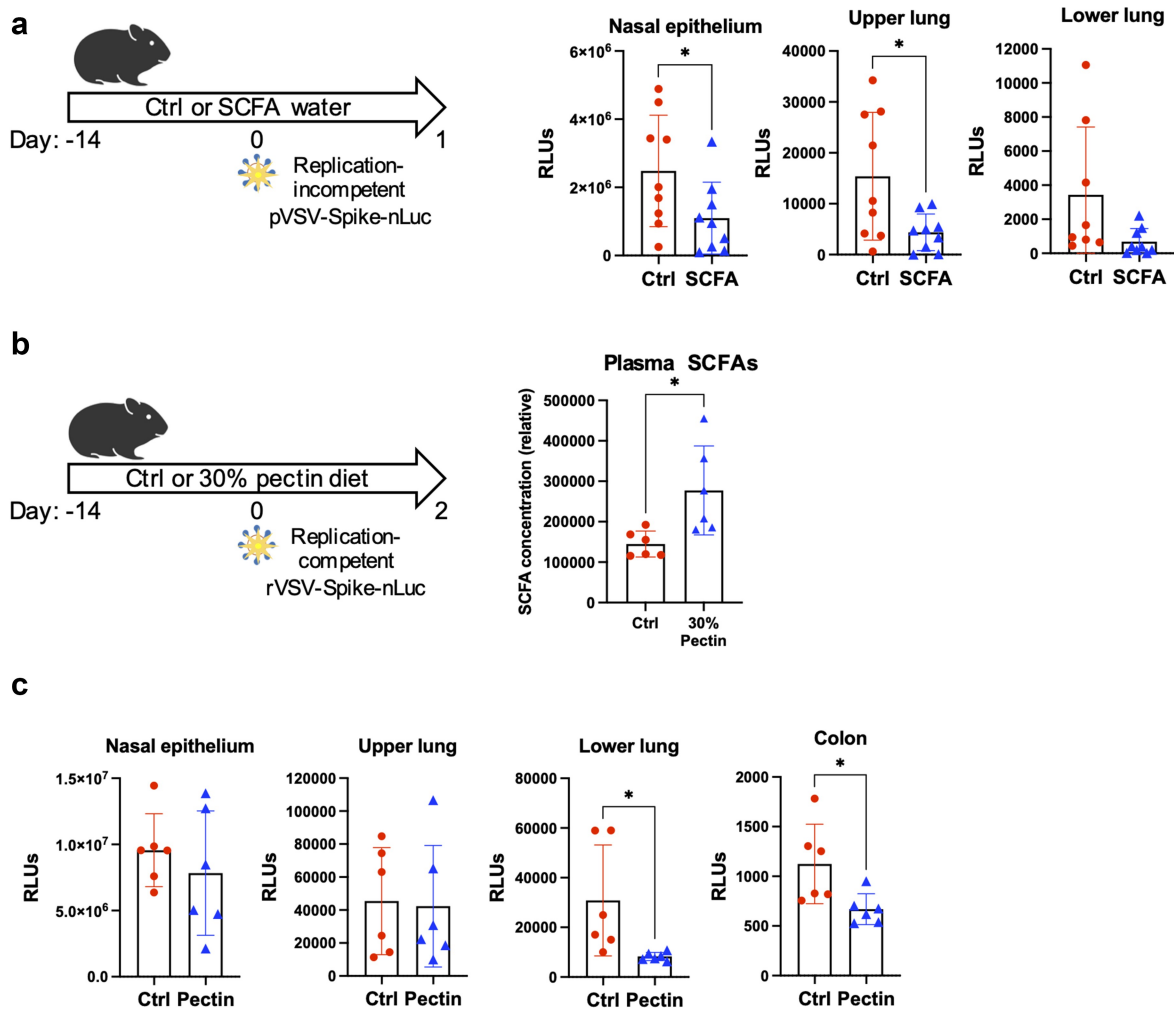 a
Ctrl or SCFA water
Day: -14 0 1
Replication-
incompetent
pVSV-Spike-nLuc
Nasal epithelium
*
6×10⁶
4×10⁶
2×10⁶
0
RLUs
Ctrl SCFA
Upper lung
*
40000
30000
20000
10000
0
RLUs
Ctrl SCFA
Lower lung
12000
10000
8000
6000
4000
2000
0
RLUs
Ctrl SCFA
b
Ctrl or 30% pectin diet
Day: -14 0 2
Replication-
competent
rVSV-Spike-nLuc
Plasma SCFAs
*
500000
400000
300000
200000
100000
0
SCFA concentration (relative)
Ctrl 30%
Pectin
c
Nasal epithelium
1.5×10⁷
1.0×10⁷
5.0×10⁶
0.0
RLUs
Ctrl Pectin
Upper lung
120000
100000
80000
60000
40000
20000
0
RLUs
Ctrl Pectin
Lower lung
*
80000
60000
40000
20000
0
RLUs
Ctrl Pectin
Colon
*
2000
1500
1000
500
0
RLUs
Ctrl Pectin